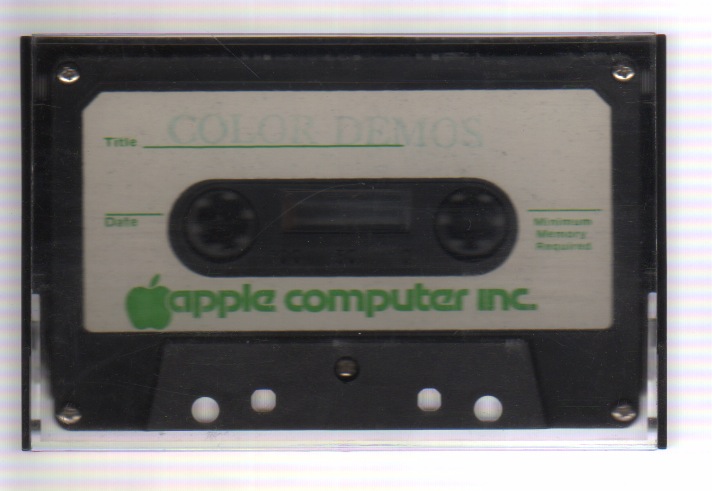 COLOR DEMOS
Title
Date
Minimum
Memory
Required
apple computer inc.